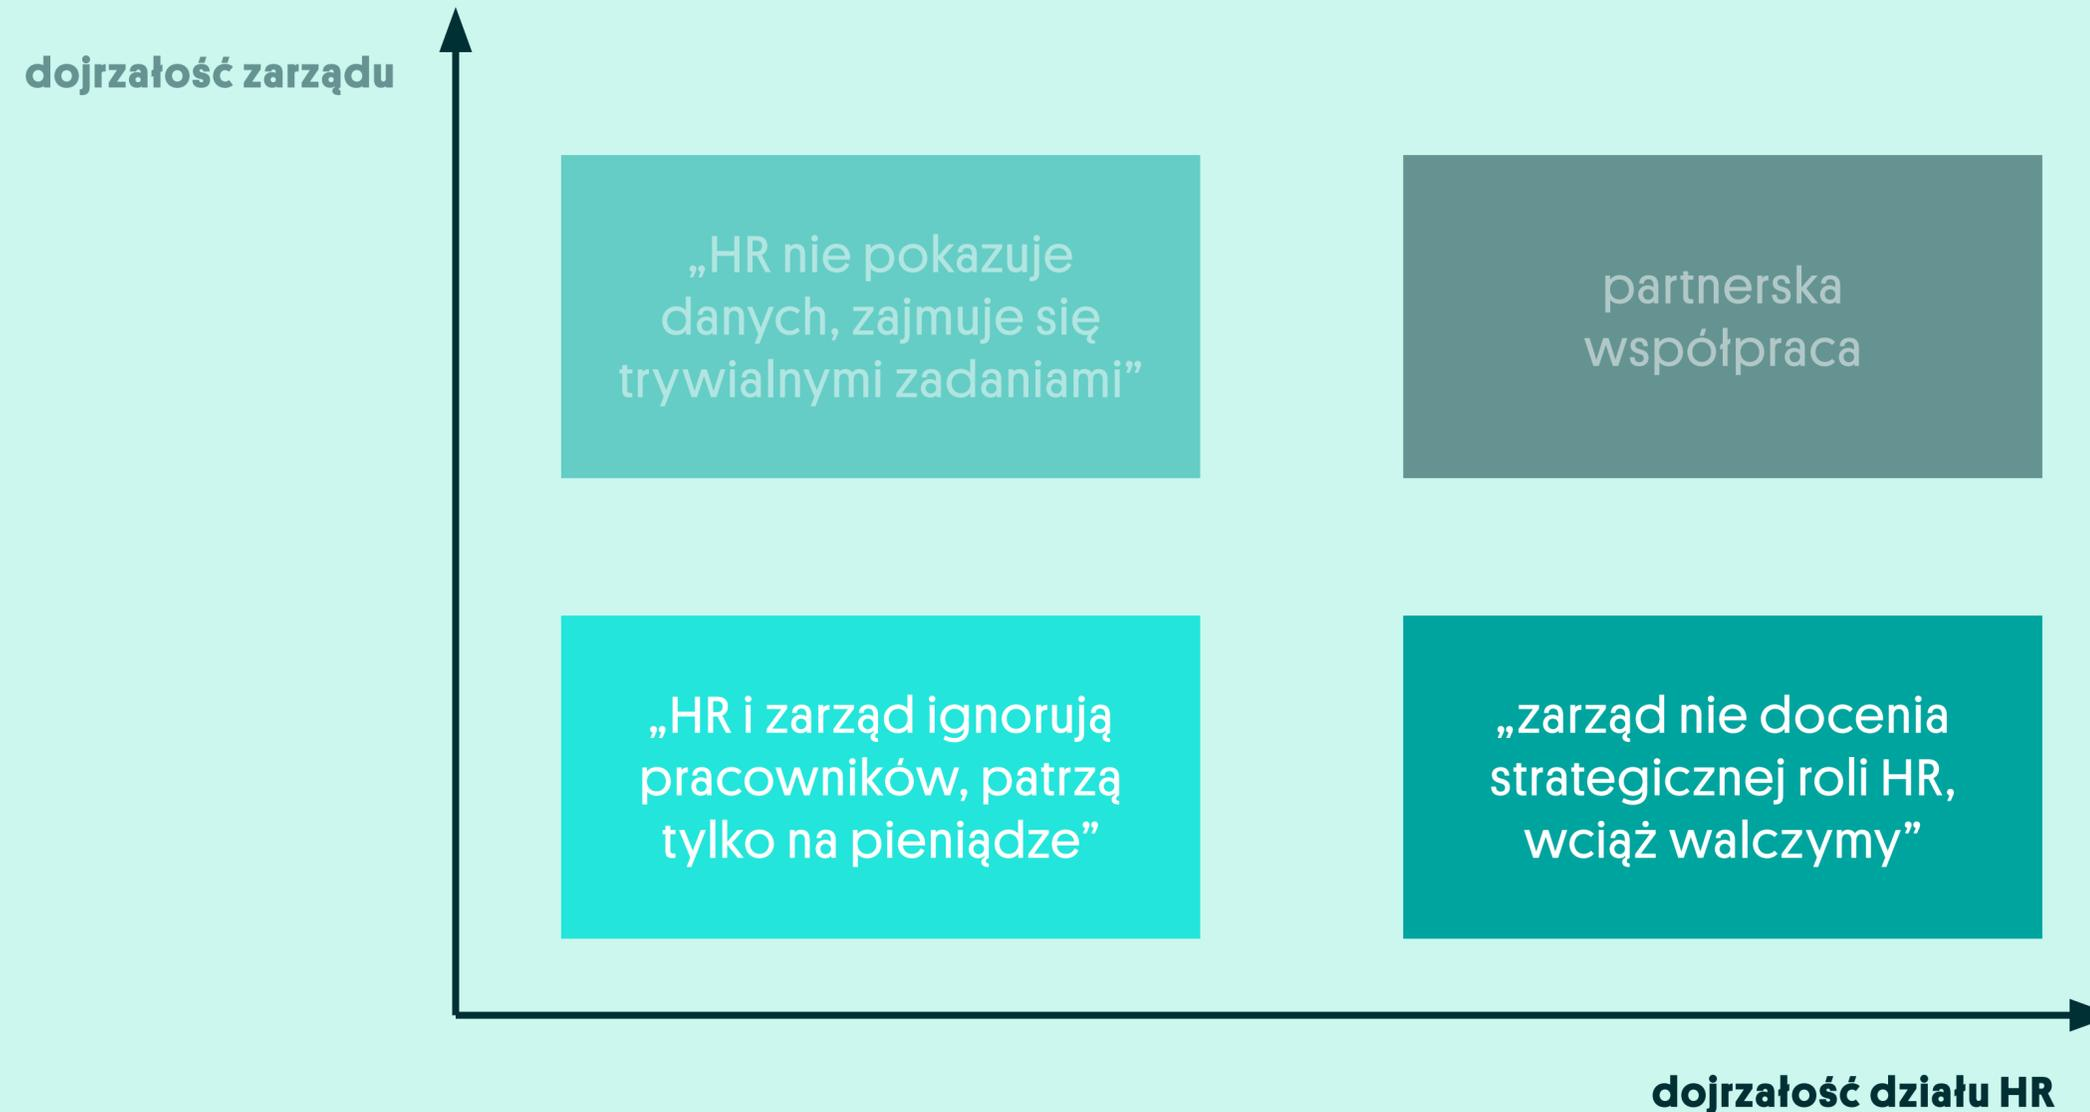 dojrzałość zarządu
„HR nie pokazuje
danych, zajmuje się
trywialnymi zadaniami”
partnerska
współpraca
„HR i zarząd ignorują
pracowników, patrzą
tylko na pieniądze”
„zarząd nie docenia
strategicznej roli HR,
wciąż walczymy”
dojrzałość działu HR